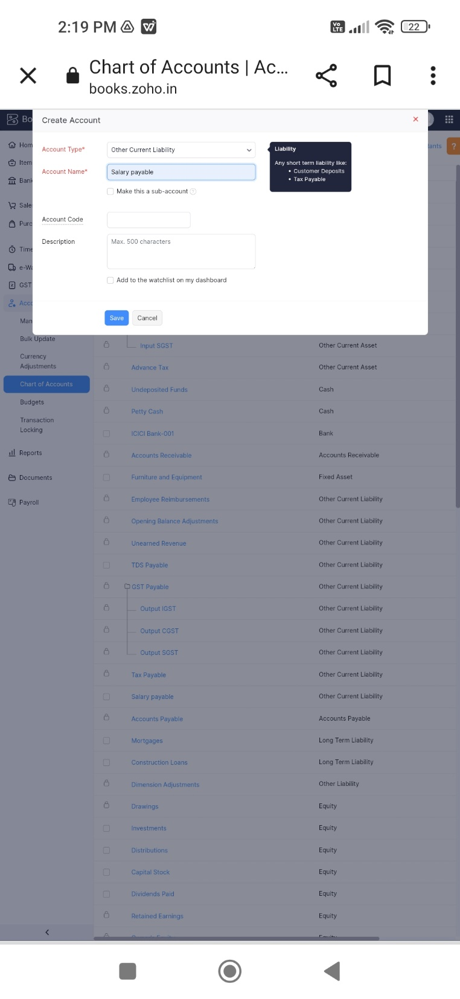 2:19 PM
Vo LTE
22
Chart of Accounts | Ac...
books.zoho.in
Bo
Create Account
Hom
Account Type*
Other Current Liability
Liability
tants
?
Any short term liability like:
• Customer Deposits
• Tax Payable
Item
Account Name*
Salary payable
Bank
Make this a sub-account
Sale
Account Code
Purc
Description
Max. 500 characters
Time
e-Wa
Add to the watchlist on my dashboard
GST
Acco
Save
Cancel
Man
Bulk Update
Input SGST
Other Current Asset
Currency
Adjustments
Advance Tax
Other Current Asset
Chart of Accounts
Undeposited Funds
Cash
Budgets
Petty Cash
Cash
Transaction
Locking
ICICI Bank-001
Bank
Reports
Accounts Receivable
Accounts Receivable
Documents
Furniture and Equipment
Fixed Asset
Payroll
Employee Reimbursements
Other Current Liability
Opening Balance Adjustments
Other Current Liability
Unearned Revenue
Other Current Liability
TDS Payable
Other Current Liability
GST Payable
Other Current Liability
Output IGST
Other Current Liability
Output CGST
Other Current Liability
Output SGST
Other Current Liability
Tax Payable
Other Current Liability
Salary payable
Other Current Liability
Accounts Payable
Accounts Payable
Mortgages
Long Term Liability
Construction Loans
Long Term Liability
Dimension Adjustments
Other Liability
Drawings
Equity
Investments
Equity
Distributions
Equity
Capital Stock
Equity
Dividends Paid
Equity
Retained Earnings
Equity
Equity